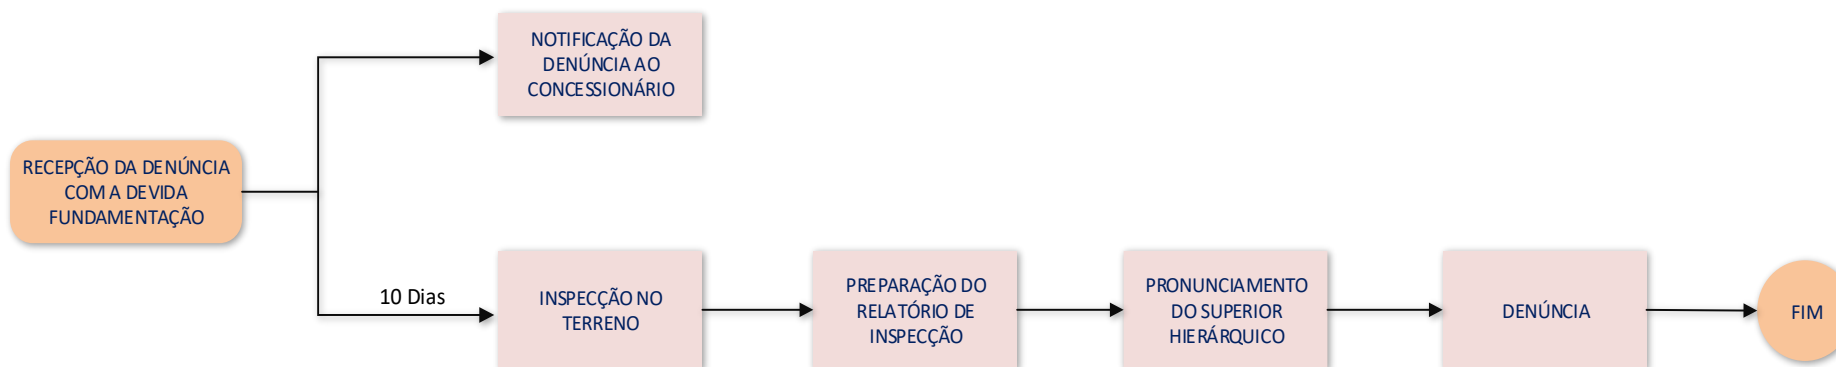 NOTIFICAÇÃO DA
DENÚNCIA AO
CONCESSIONÁRIO
RECEPÇÃO DA DENÚNCIA
COM A DEVIDA
FUNDAMENTAÇÃO
10 Dias
INSPECÇÃO NO
TERRENO
PREPARAÇÃO DO
RELATÓRIO DE
INSPECÇÃO
PRONUNCIAMENTO
DO SUPERIOR
HIERÁRQUICO
DENÚNCIA
FIM